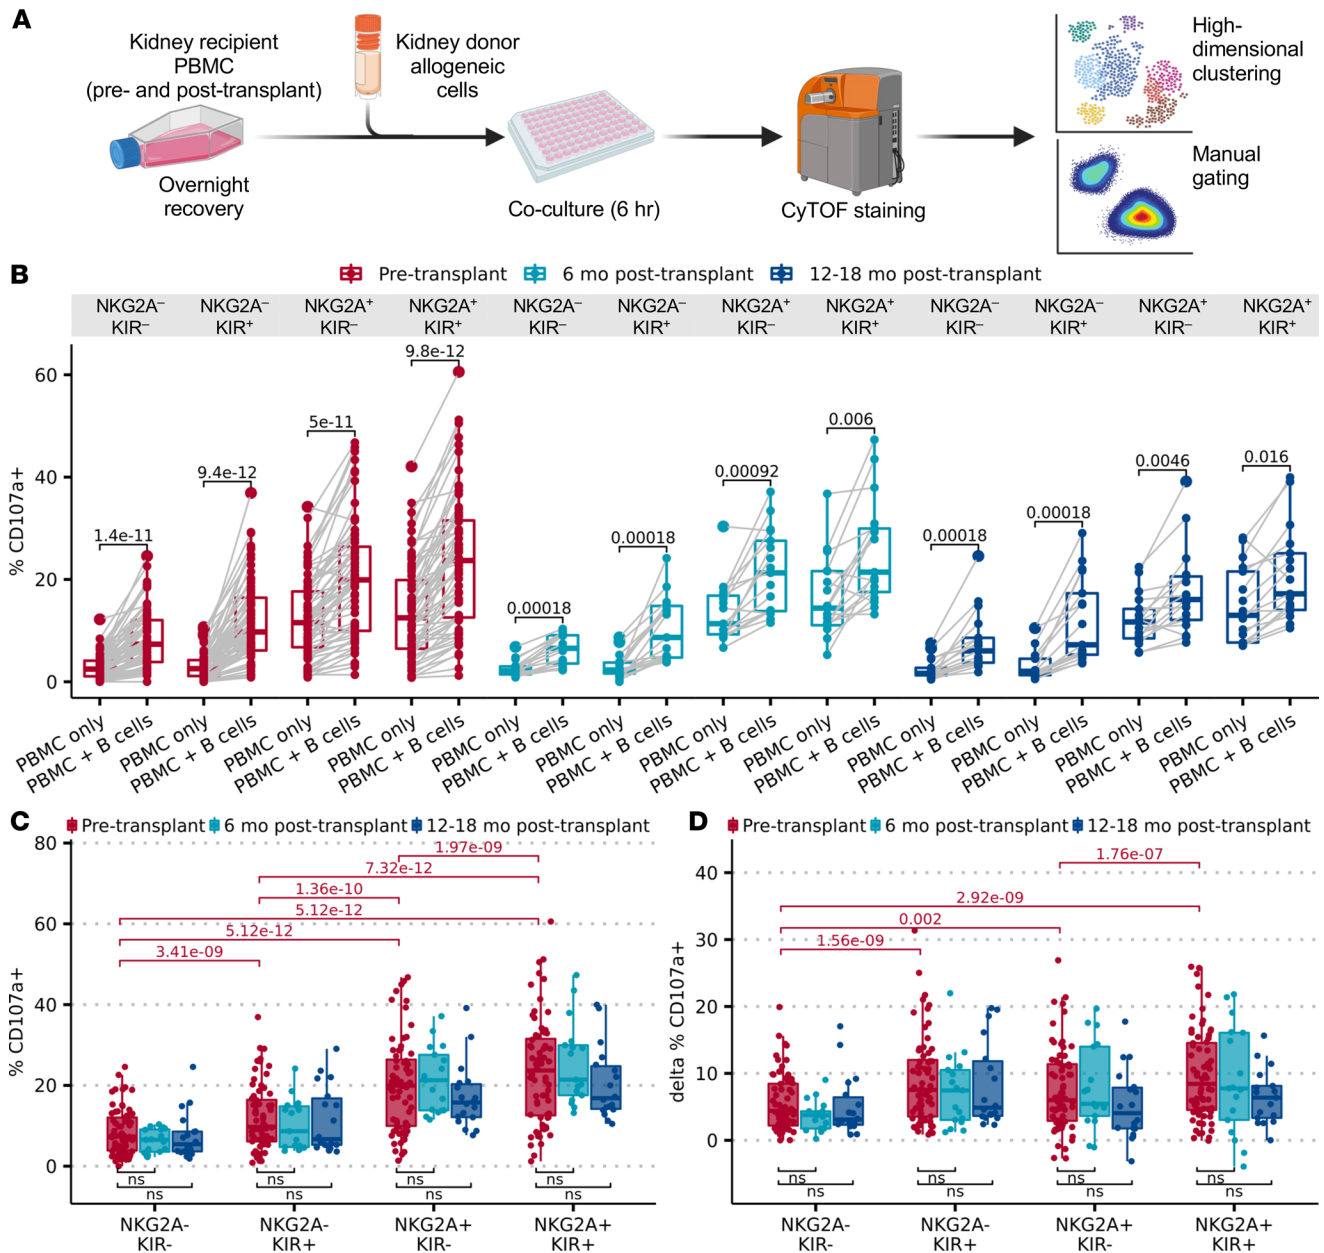 A
Kidney recipient
PBMC
(pre- and post-transplant)
Overnight
recovery
Kidney donor
allogeneic
cells
Co-culture (6 hr)
CyTOF staining
High-
dimensional
clustering
Manual
gating
B
Pre-transplant 6 mo post-transplant 12-18 mo post-transplant
NKG2A– NKG2A– NKG2A+ NKG2A+ NKG2A– NKG2A– NKG2A+ NKG2A+ NKG2A– NKG2A– NKG2A+ NKG2A+
KIR– KIR+ KIR– KIR+ KIR– KIR+ KIR– KIR+ KIR– KIR+ KIR– KIR+
% CD107a+
60
40
20
0
1.4e-11
9.4e-12
5e-11
9.8e-12
0.00018
0.00018
0.00092
0.006
0.00018
0.00018
0.0046
0.016
PBMC only
PBMC + B cells
PBMC only
PBMC + B cells
PBMC only
PBMC + B cells
PBMC only
PBMC + B cells
PBMC only
PBMC + B cells
PBMC only
PBMC + B cells
PBMC only
PBMC + B cells
PBMC only
PBMC + B cells
PBMC only
PBMC + B cells
PBMC only
PBMC + B cells
PBMC only
PBMC + B cells
PBMC only
PBMC + B cells
C
Pre-transplant 6 mo post-transplant 12-18 mo post-transplant
% CD107a+
80
60
40
20
0
1.97e-09
7.32e-12
1.36e-10
5.12e-12
5.12e-12
3.41e-09
ns ns ns ns
ns ns ns ns
NKG2A- NKG2A- NKG2A+ NKG2A+
KIR- KIR+ KIR- KIR+
D
Pre-transplant 6 mo post-transplant 12-18 mo post-transplant
delta % CD107a+
40
30
20
10
0
1.76e-07
2.92e-09
0.002
1.56e-09
ns ns ns ns
ns ns ns ns
NKG2A- NKG2A- NKG2A+ NKG2A+
KIR- KIR+ KIR- KIR+